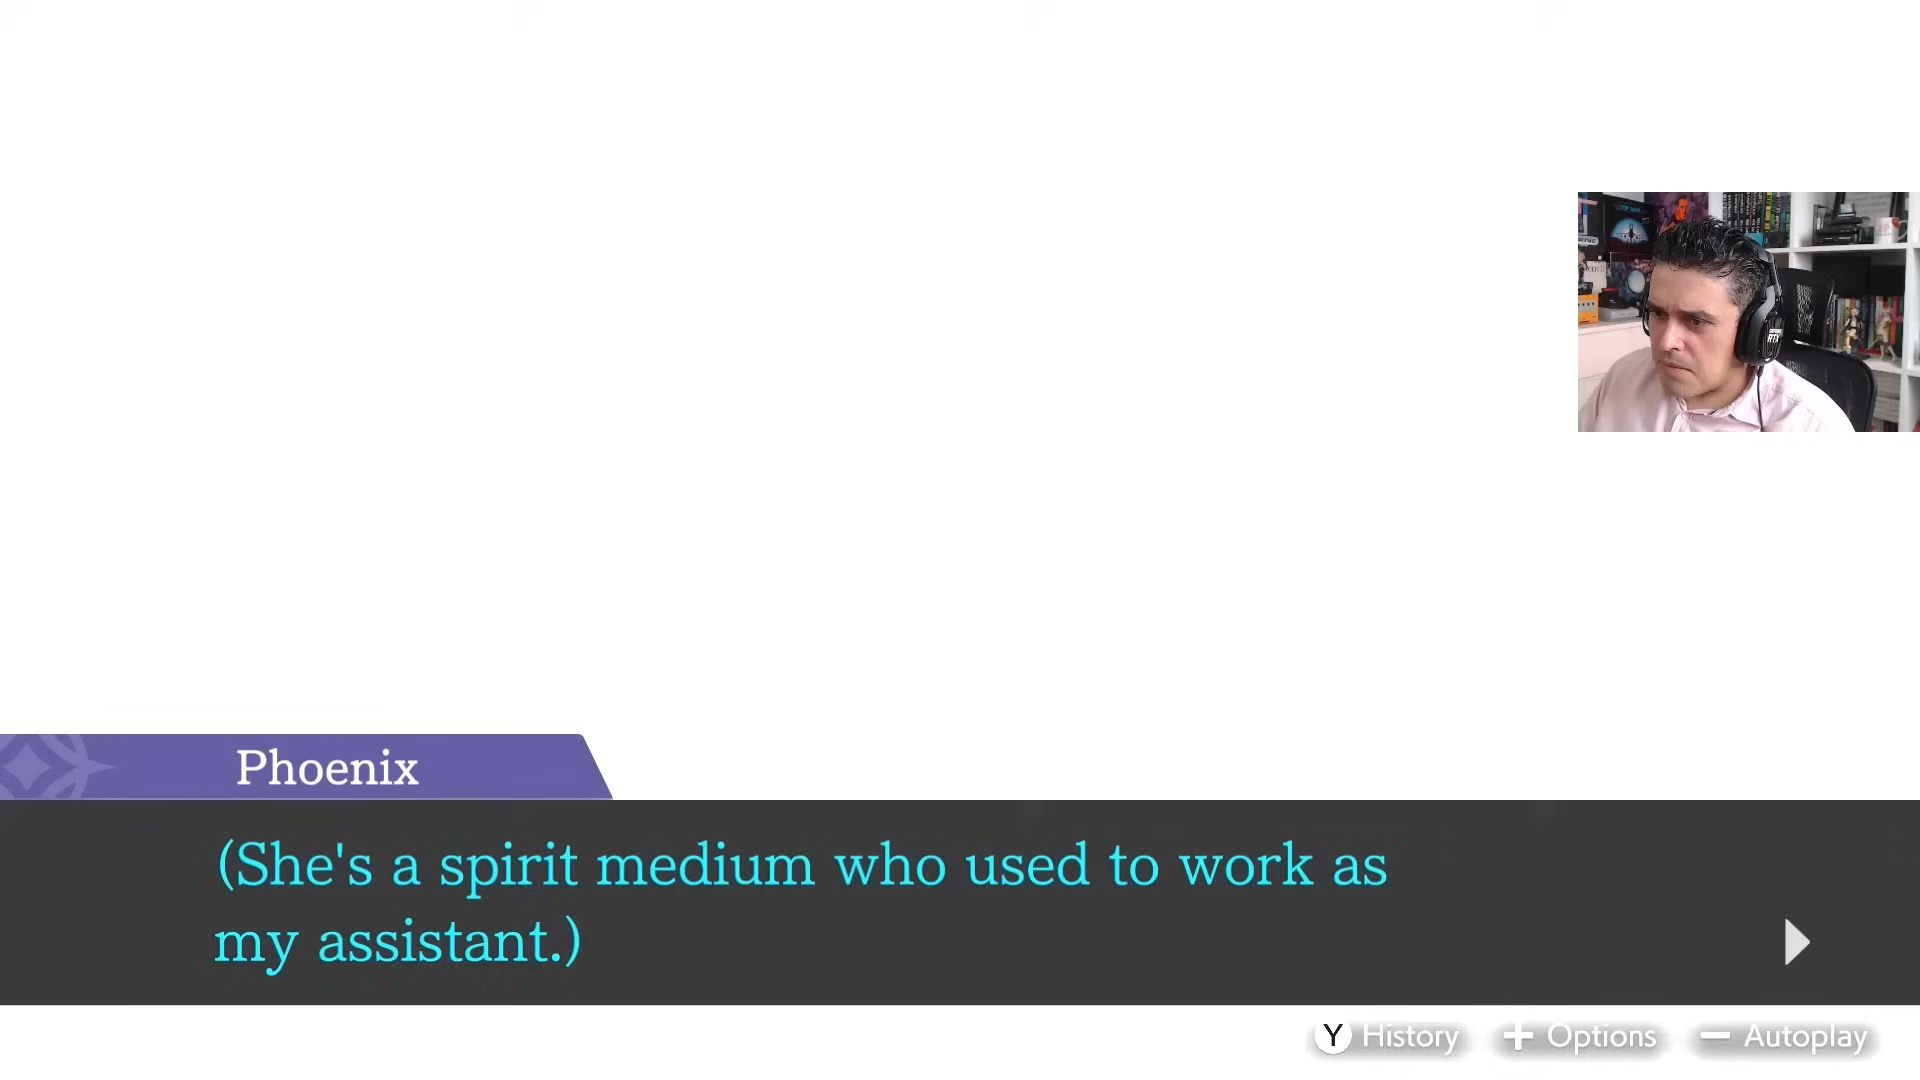 Phoenix
(She's a spirit medium who used to work as
my assistant.)
Y History + Options - Autoplay